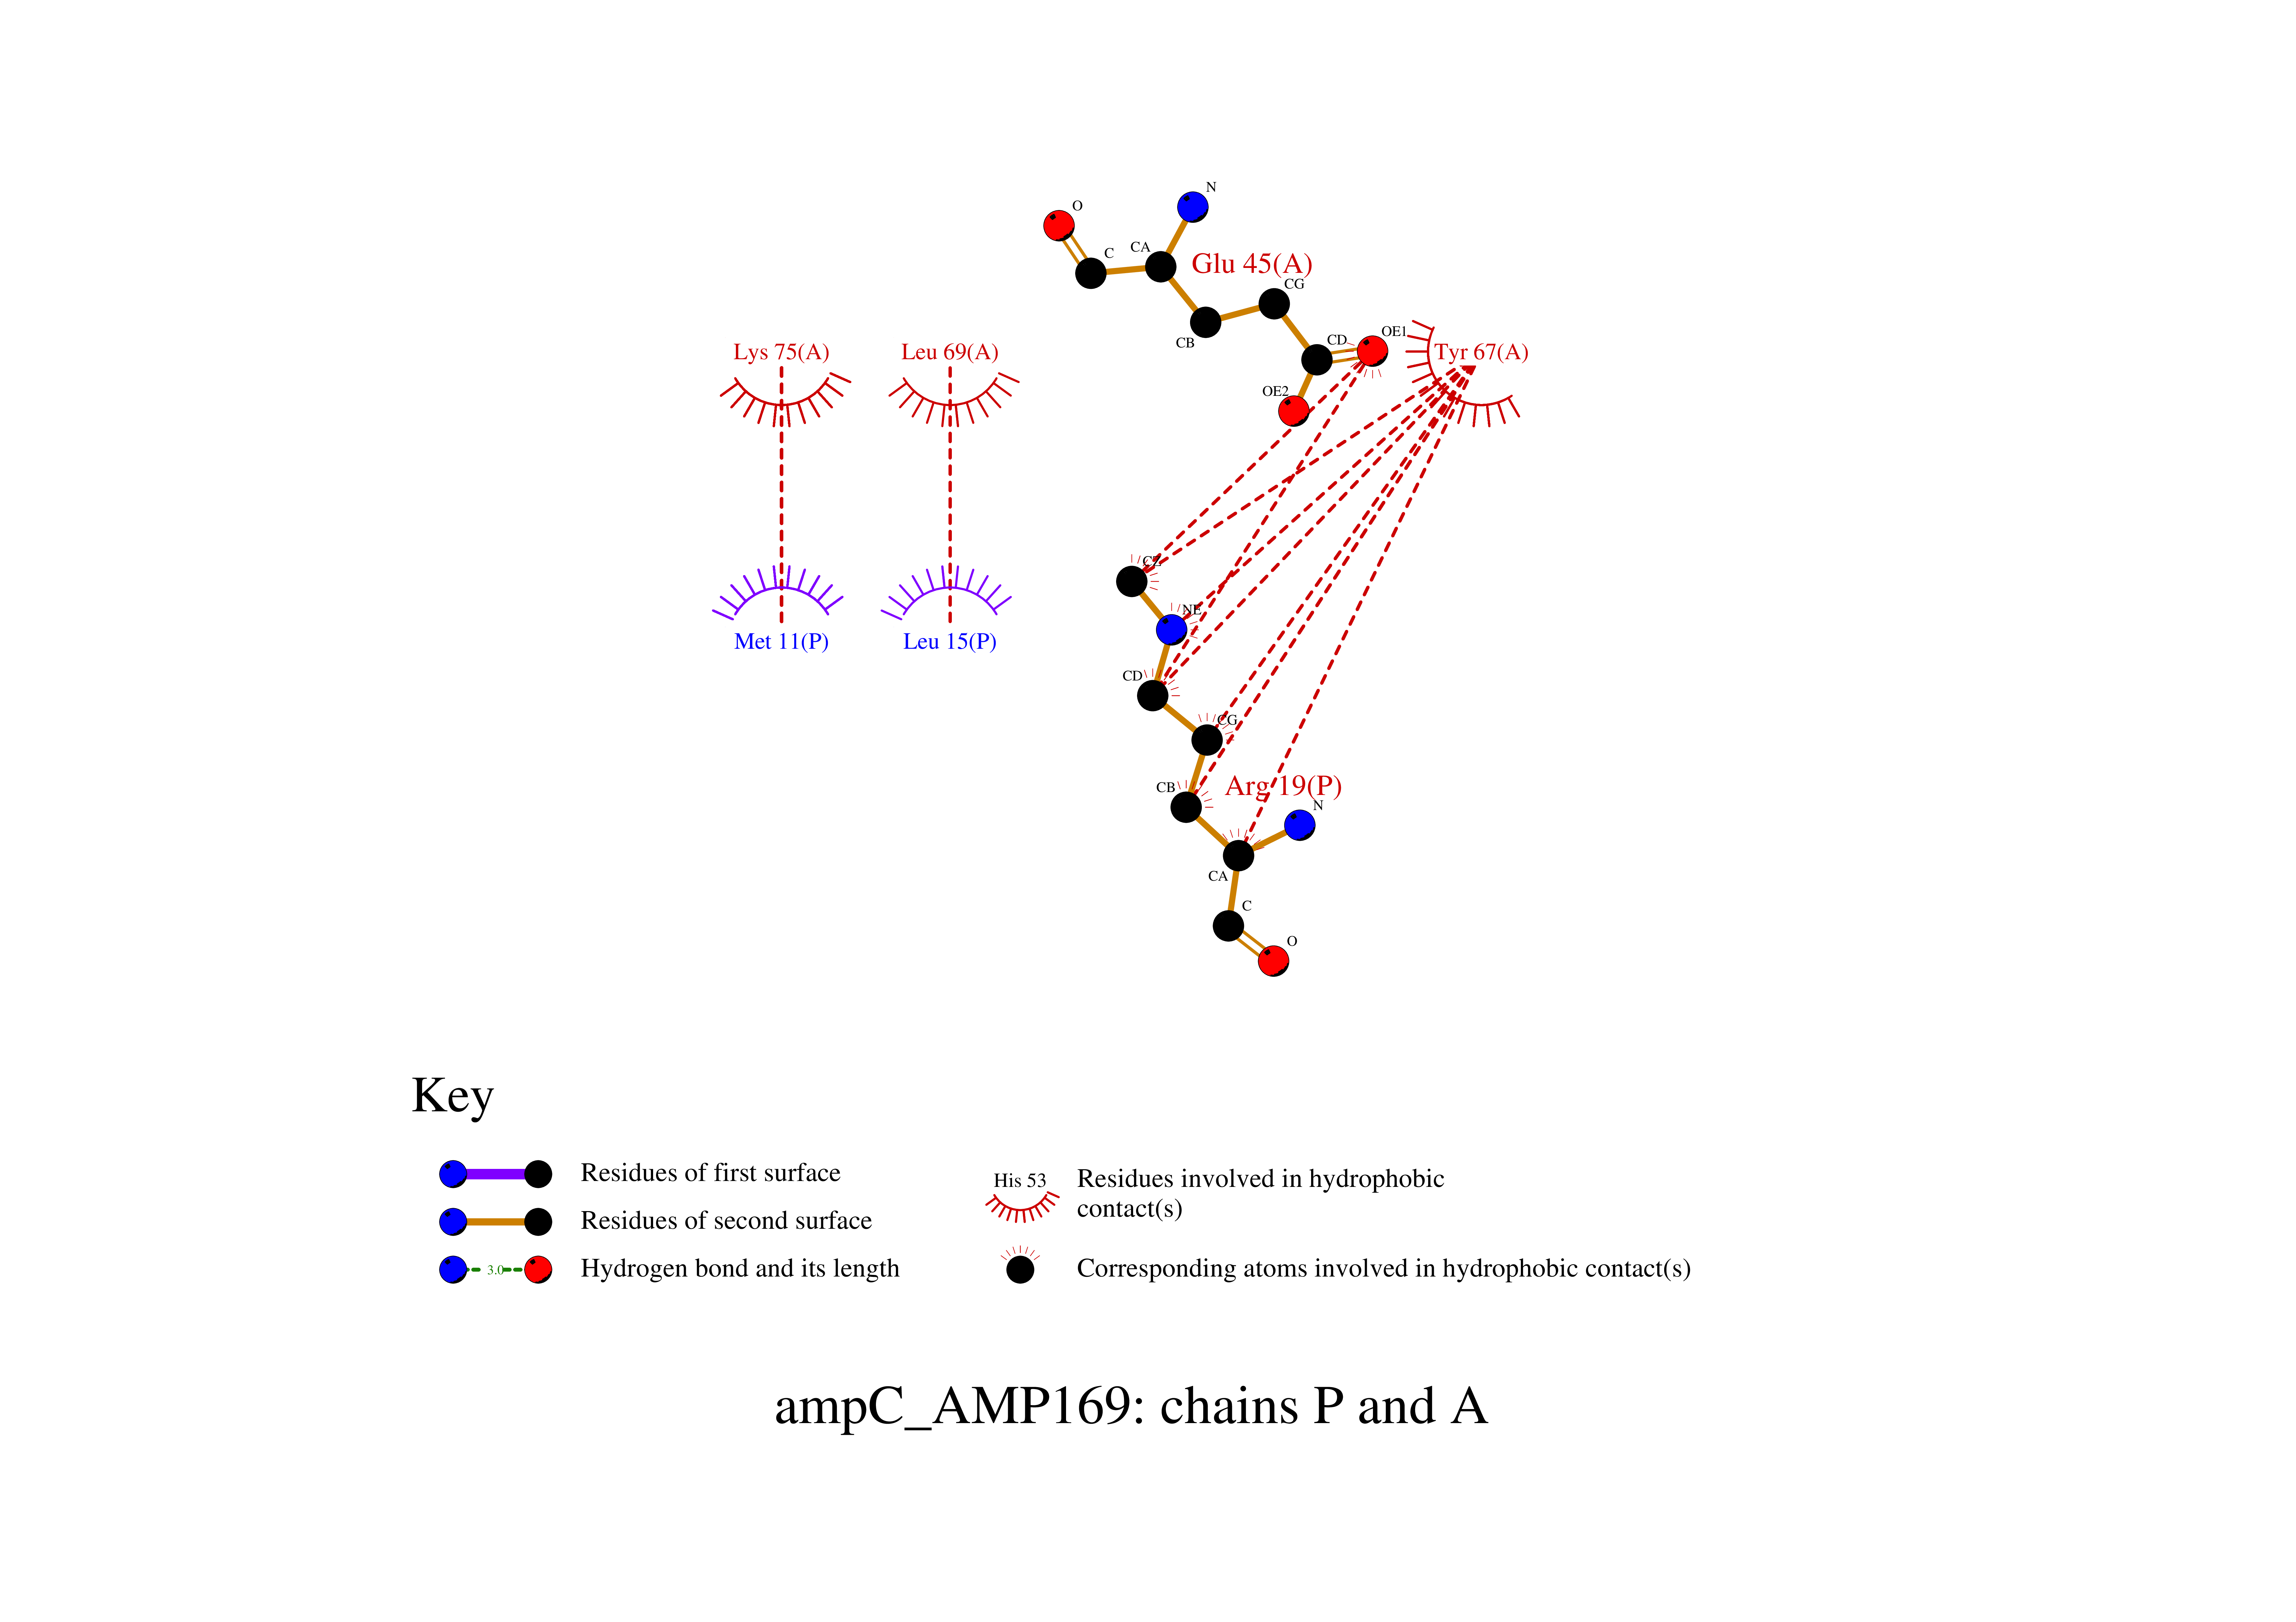 N
O
C
CA
Glu 45(A)
CG
CB
CD
OE1
OE2
Lys 75(A)
Leu 69(A)
Tyr 67(A)
CZ
NE
Met 11(P)
Leu 15(P)
CD
CG
CB
Arg 19(P)
N
CA
C
O
Key
Residues of first surface
Residues of second surface
3.0
Hydrogen bond and its length
His 53
Residues involved in hydrophobic
contact(s)
Corresponding atoms involved in hydrophobic contact(s)
ampC_AMP169: chains P and A